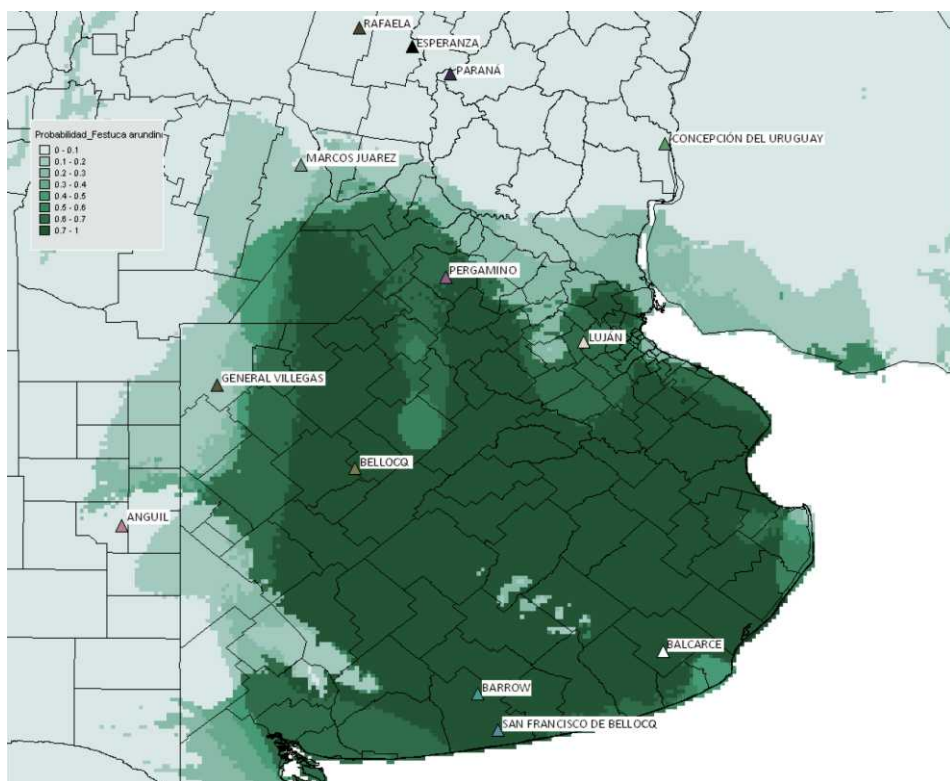 RAFAELA
ESPERANZA
PARANÁ
Probabilidad_Festuca arundin
0 - 0.1
0.1 - 0.2
0.2 - 0.3
0.3 - 0.4
0.4 - 0.5
0.5 - 0.6
0.6 - 0.7
0.7 - 1
CONCEPCIÓN DEL URUGUAY
MARCOS JUAREZ
PERGAMINO
LUJÁN
GENERAL VILLEGAS
BELLOCQ
ANGUIL
BALCARCE
BARROW
SAN FRANCISCO DE BELLOCQ